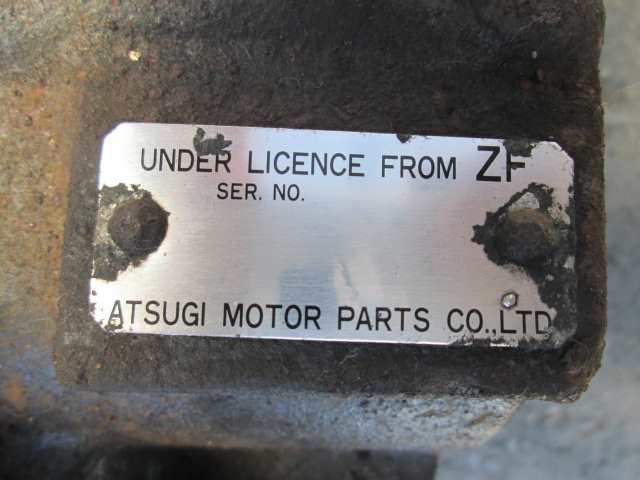 UNDER LICENCE FROM ZF
SER. NO.
ATSUGI MOTOR PARTS CO.,LTD